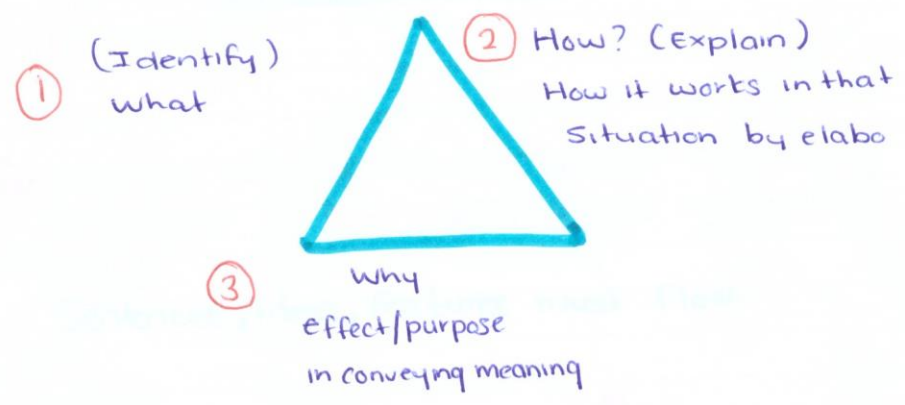 1
(Identify)
what
2 How? (Explain)
How it works in that
situation by elabo
3
Why
effect/purpose
in conveying meaning